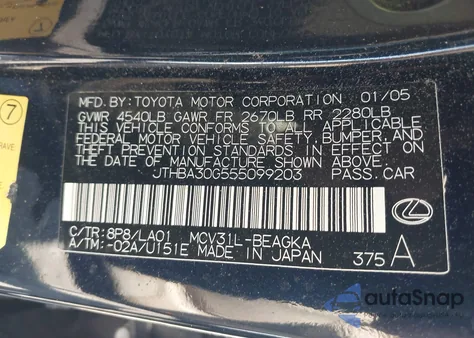 7
MFD. BY: TOYOTA MOTOR CORPORATION 01/05
GVWR 4540LB GAWR FR 2670LB RR 2280LB
THIS VEHICLE CONFORMS TO ALL APPLICABLE
FEDERAL MOTOR VEHICLE SAFETY, BUMPER, AND
THEFT PREVENTION STANDARDS IN EFFECT ON
THE DATE OF MANUFACTURE SHOWN ABOVE.
JTHBA30G555099203 PASS. CAR
C/TR: 8P8/LA01 MCV31L-BEAGKA
A/TM: -02A/U151E MADE IN JAPAN 375 A
autoSnap